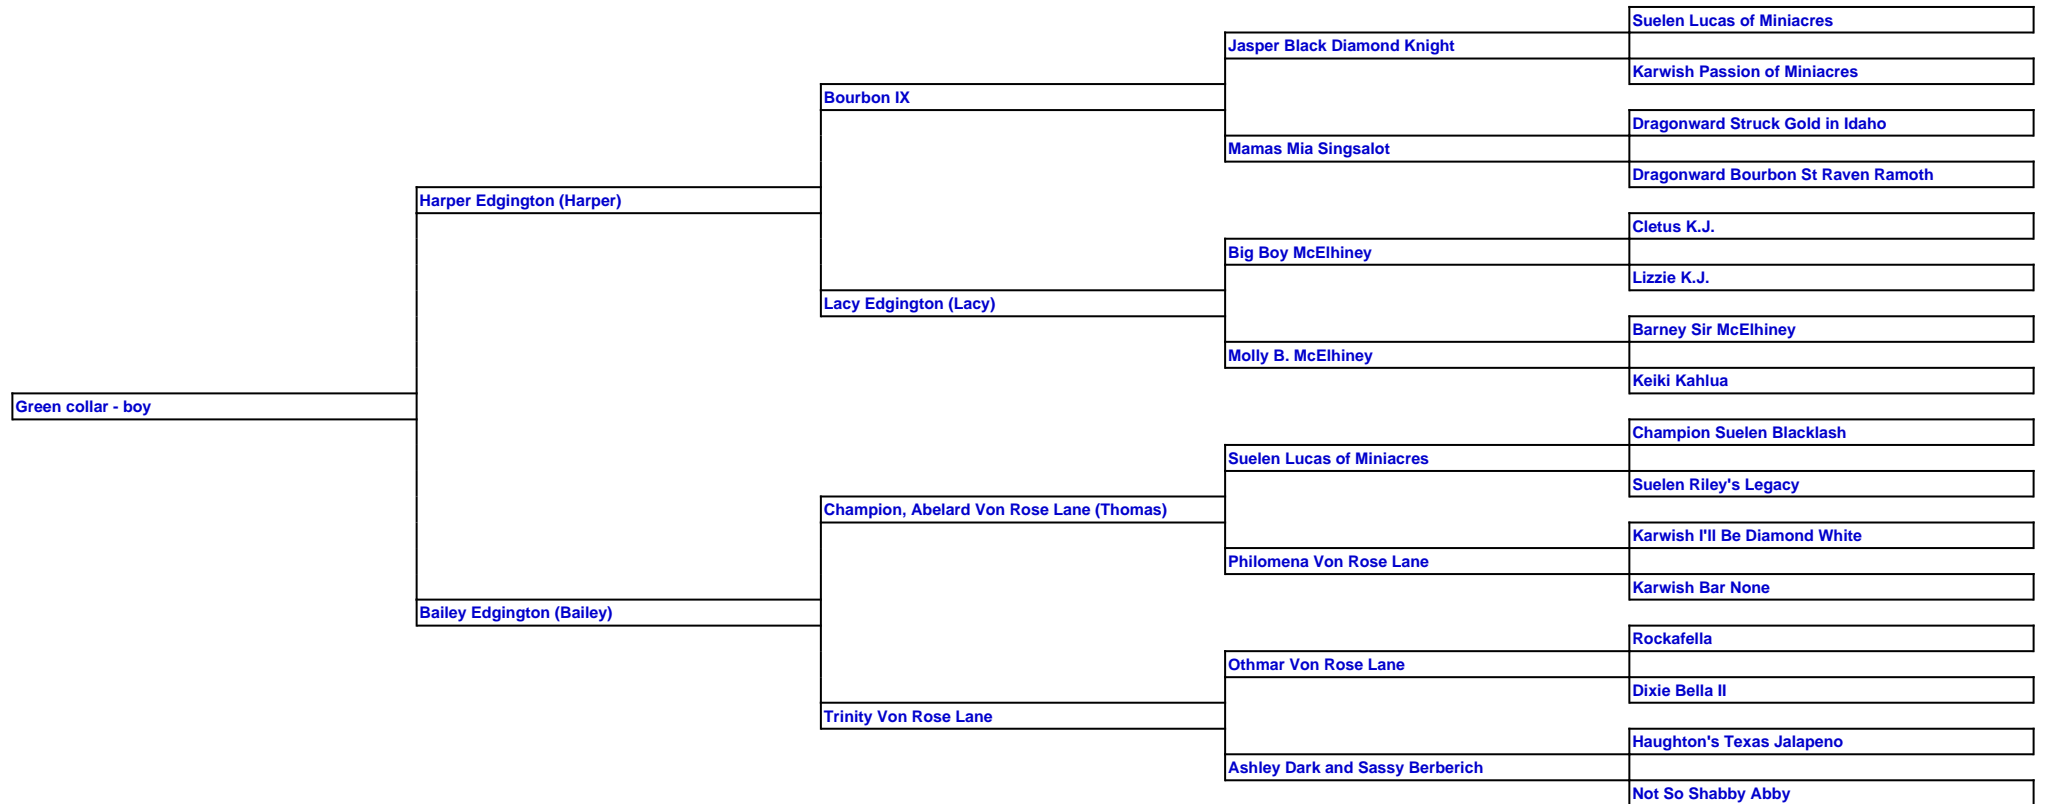 Suelen Lucas of Miniacres
Jasper Black Diamond Knight
Karwish Passion of Miniacres
Bourbon IX
Dragonward Struck Gold in Idaho
Mamas Mia Singsalot
Dragonward Bourbon St Raven Ramoth
Harper Edgington (Harper)
Cletus K.J.
Big Boy McElhiney
Lizzie K.J.
Lacy Edgington (Lacy)
Barney Sir McElhiney
Molly B. McElhiney
Keiki Kahlua
Green collar - boy
Champion Suelen Blacklash
Suelen Lucas of Miniacres
Suelen Riley's Legacy
Champion, Abelard Von Rose Lane (Thomas)
Karwish I'll Be Diamond White
Philomena Von Rose Lane
Karwish Bar None
Bailey Edgington (Bailey)
Rockafella
Othmar Von Rose Lane
Dixie Bella II
Trinity Von Rose Lane
Haughton's Texas Jalapeno
Ashley Dark and Sassy Berberich
Not So Shabby Abby